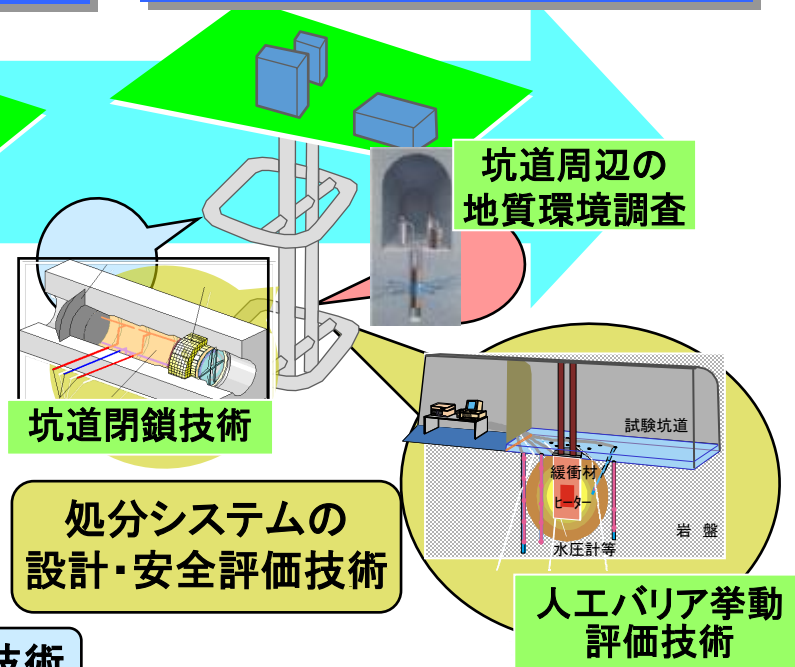 坑道周辺の
地質環境調査
坑道閉鎖技術
試験坑道
緩衝材
ヒーター
岩 盤
水圧計等
処分システムの
設計・安全評価技術
人工バリア挙動
評価技術
技術